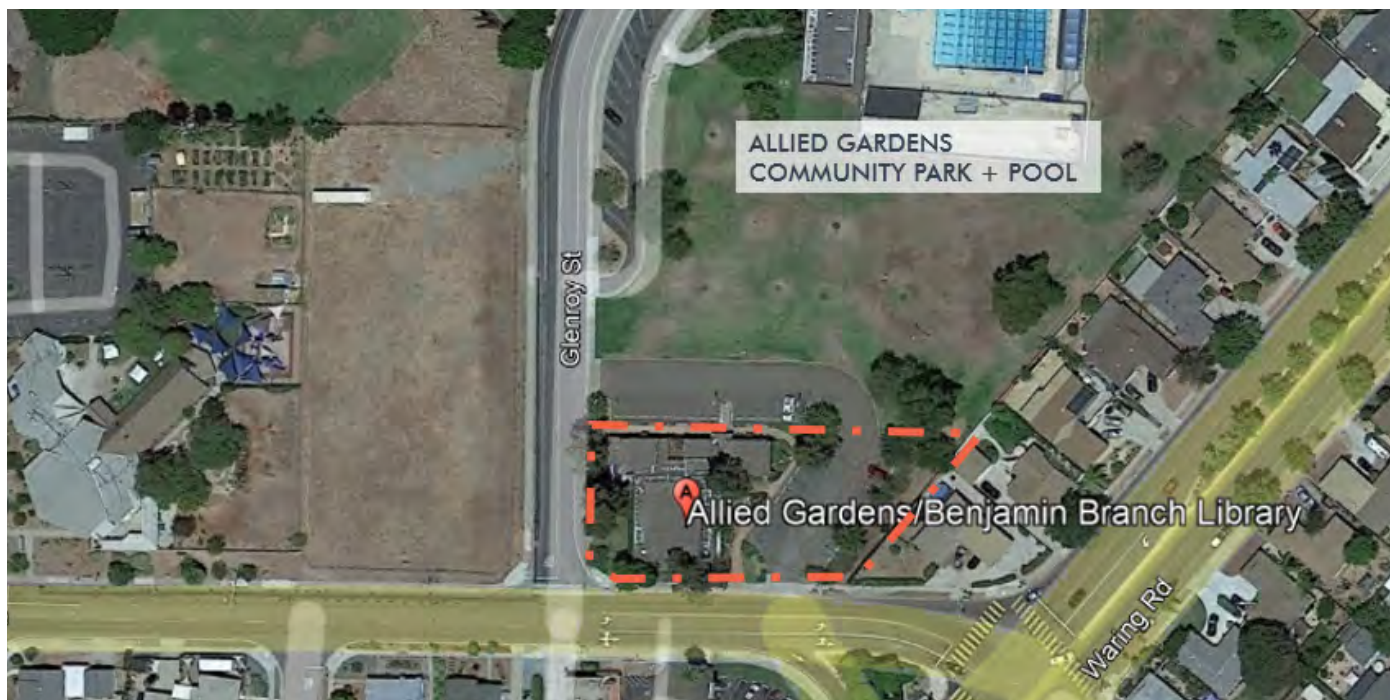 ALLIED GARDENS
COMMUNITY PARK + POOL
Glenroy St
A
Allied Gardens/Benjamin Branch Library
Waring Rd